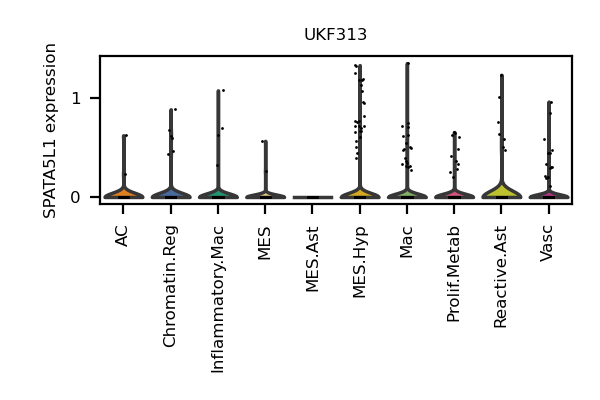 UKF313
SPATA5L1 expression
1
0
AC
Chromatin.Reg
Inflammatory.Mac
MES
MES.Ast
MES.Hyp
Mac
Prolif.Metab
Reactive.Ast
Vasc